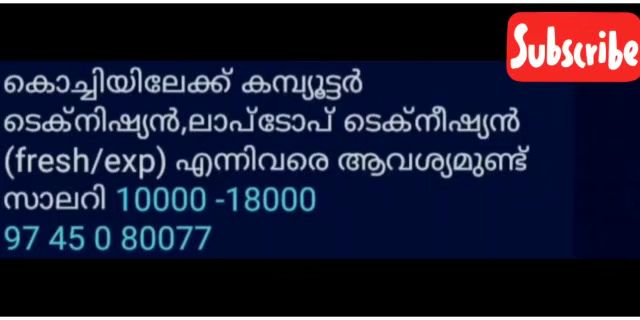 Subscribe
കൊച്ചിയിലേക്ക് കമ്പ്യൂട്ടർ
ടെക്നിഷ്യൻ,ലാപ്ടോപ് ടെക്നീഷ്യൻ
(fresh/exp) എന്നിവരെ ആവശ്യമുണ്ട്
സാലറി 10000 -18000
97 45 0 80077